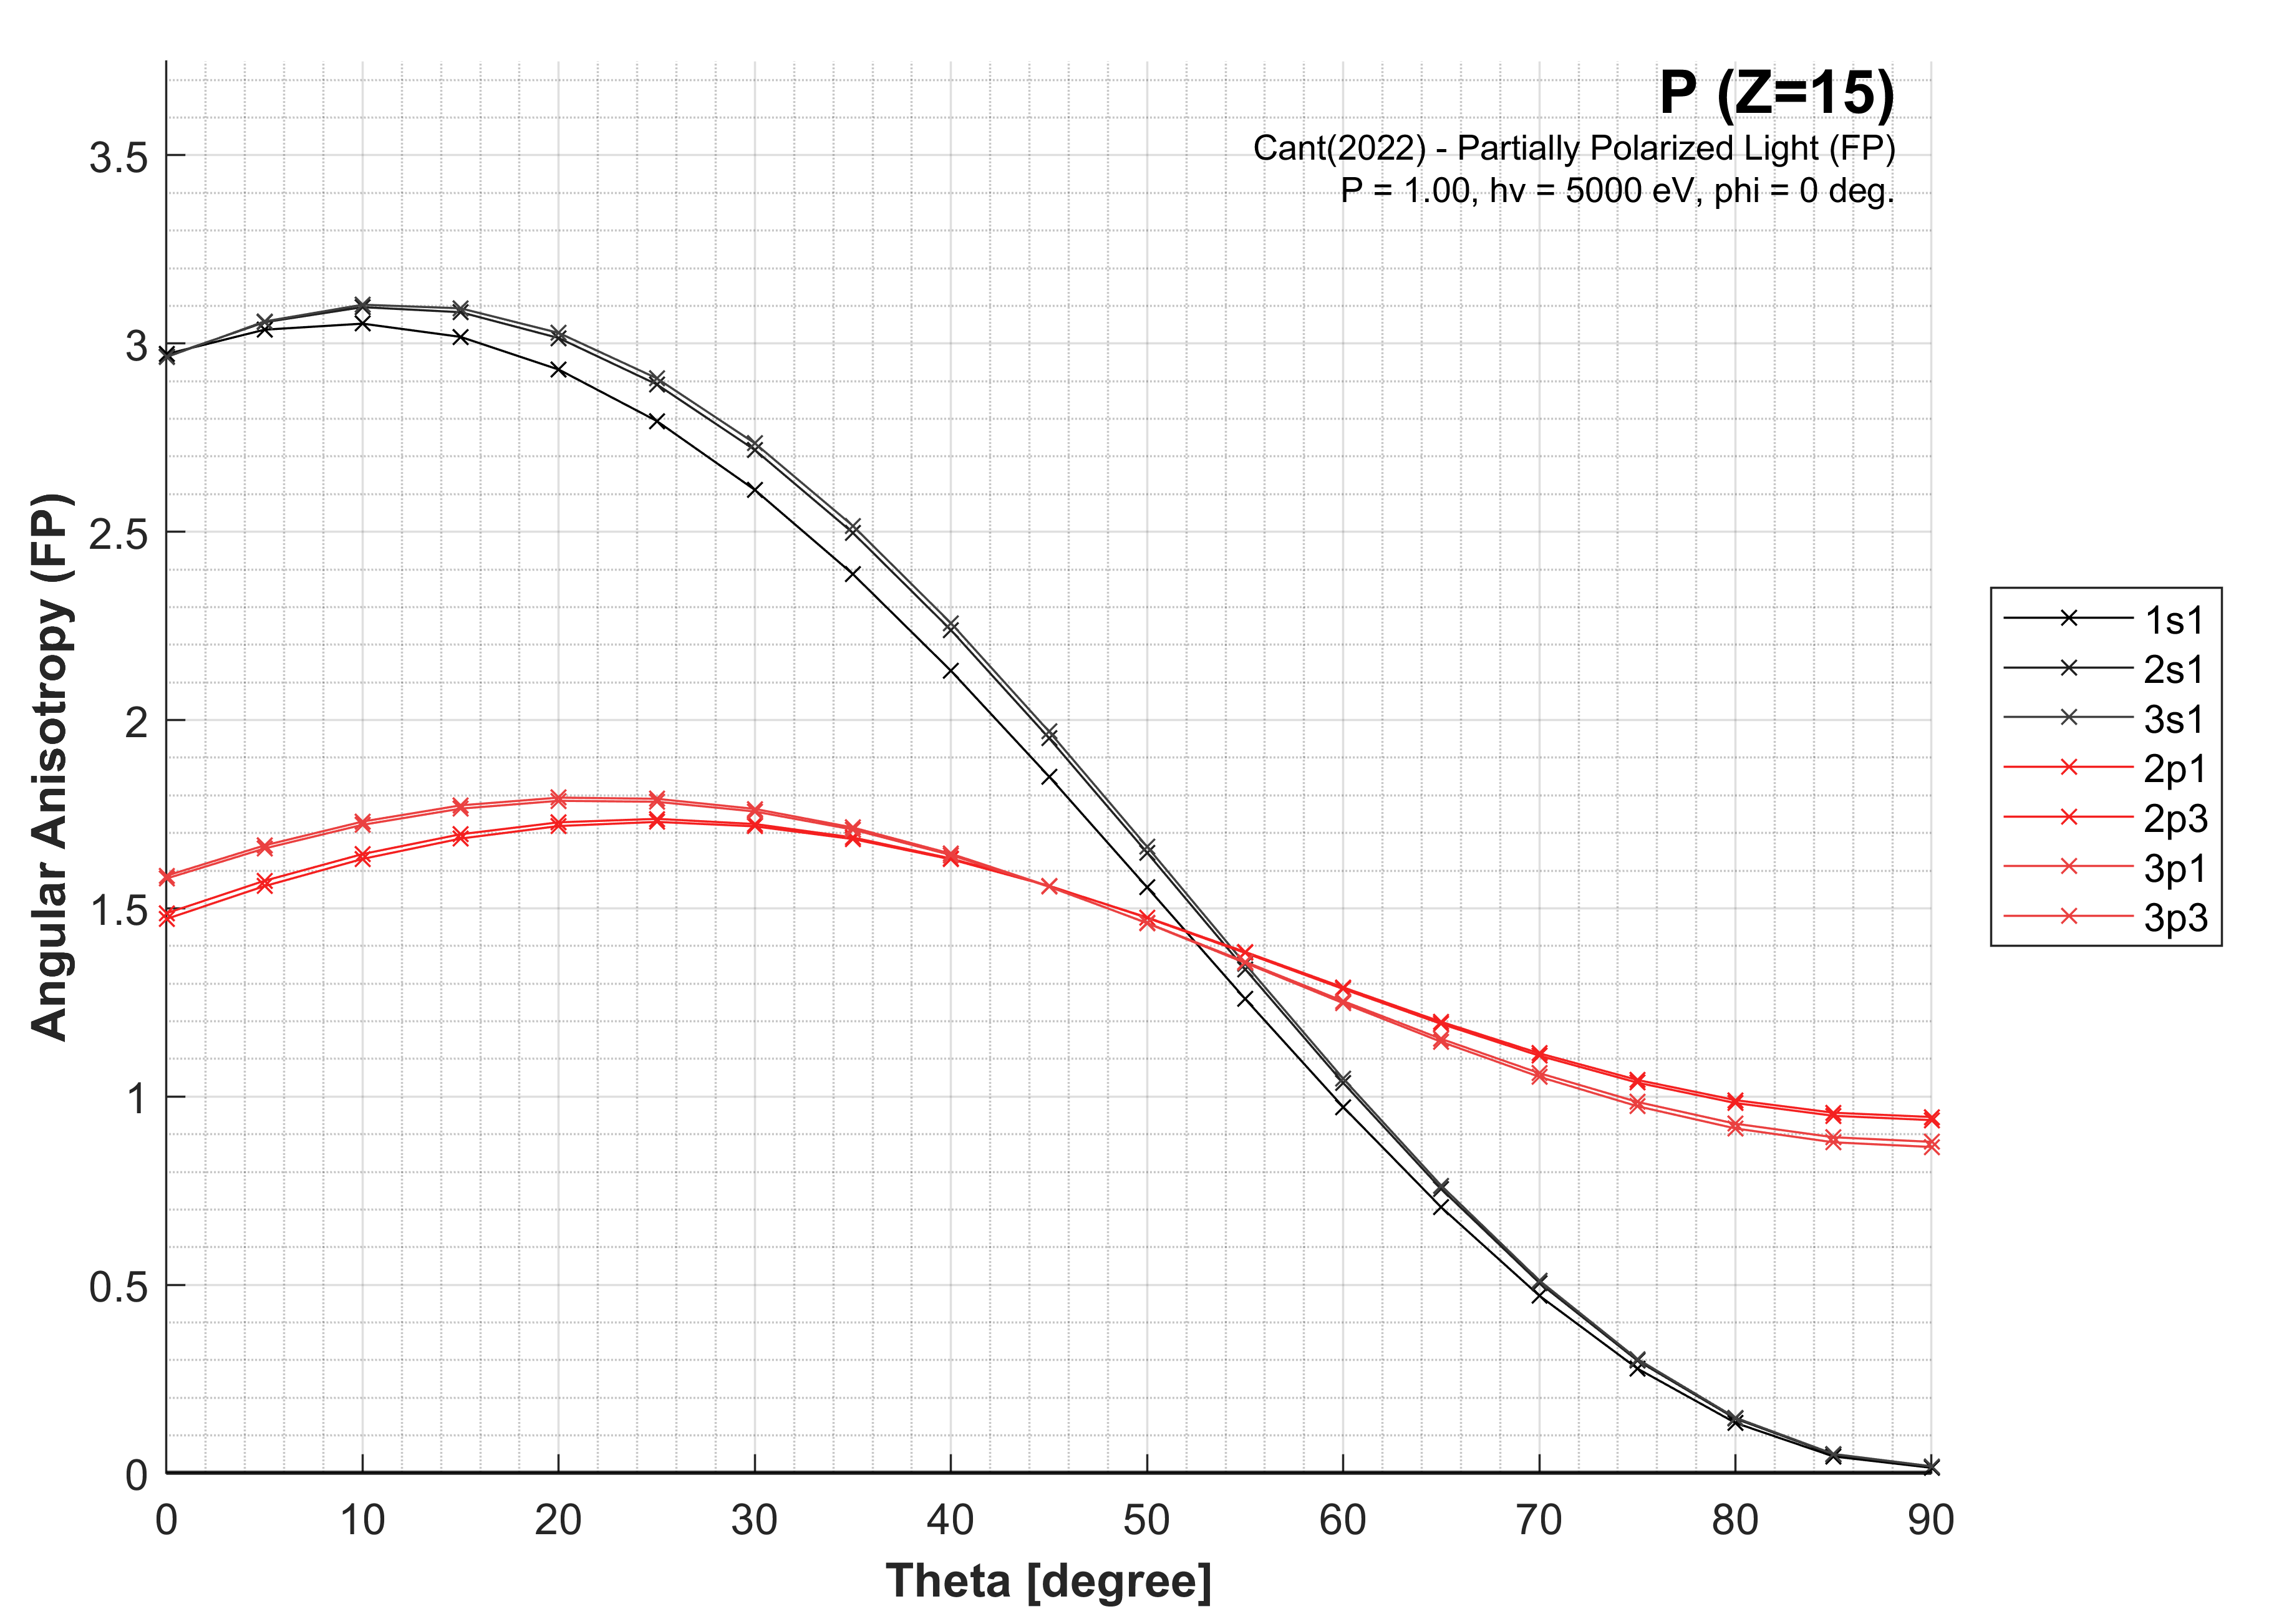 P (Z=15)
Cant(2022) - Partially Polarized Light (FP)
P = 1.00, hv = 5000 eV, phi = 0 deg.
Angular Anisotropy (FP)
3.5
3
2.5
2
1.5
1
0.5
0
0 10 20 30 40 50 60 70 80 90
Theta [degree]
1s1
2s1
3s1
2p1
2p3
3p1
3p3